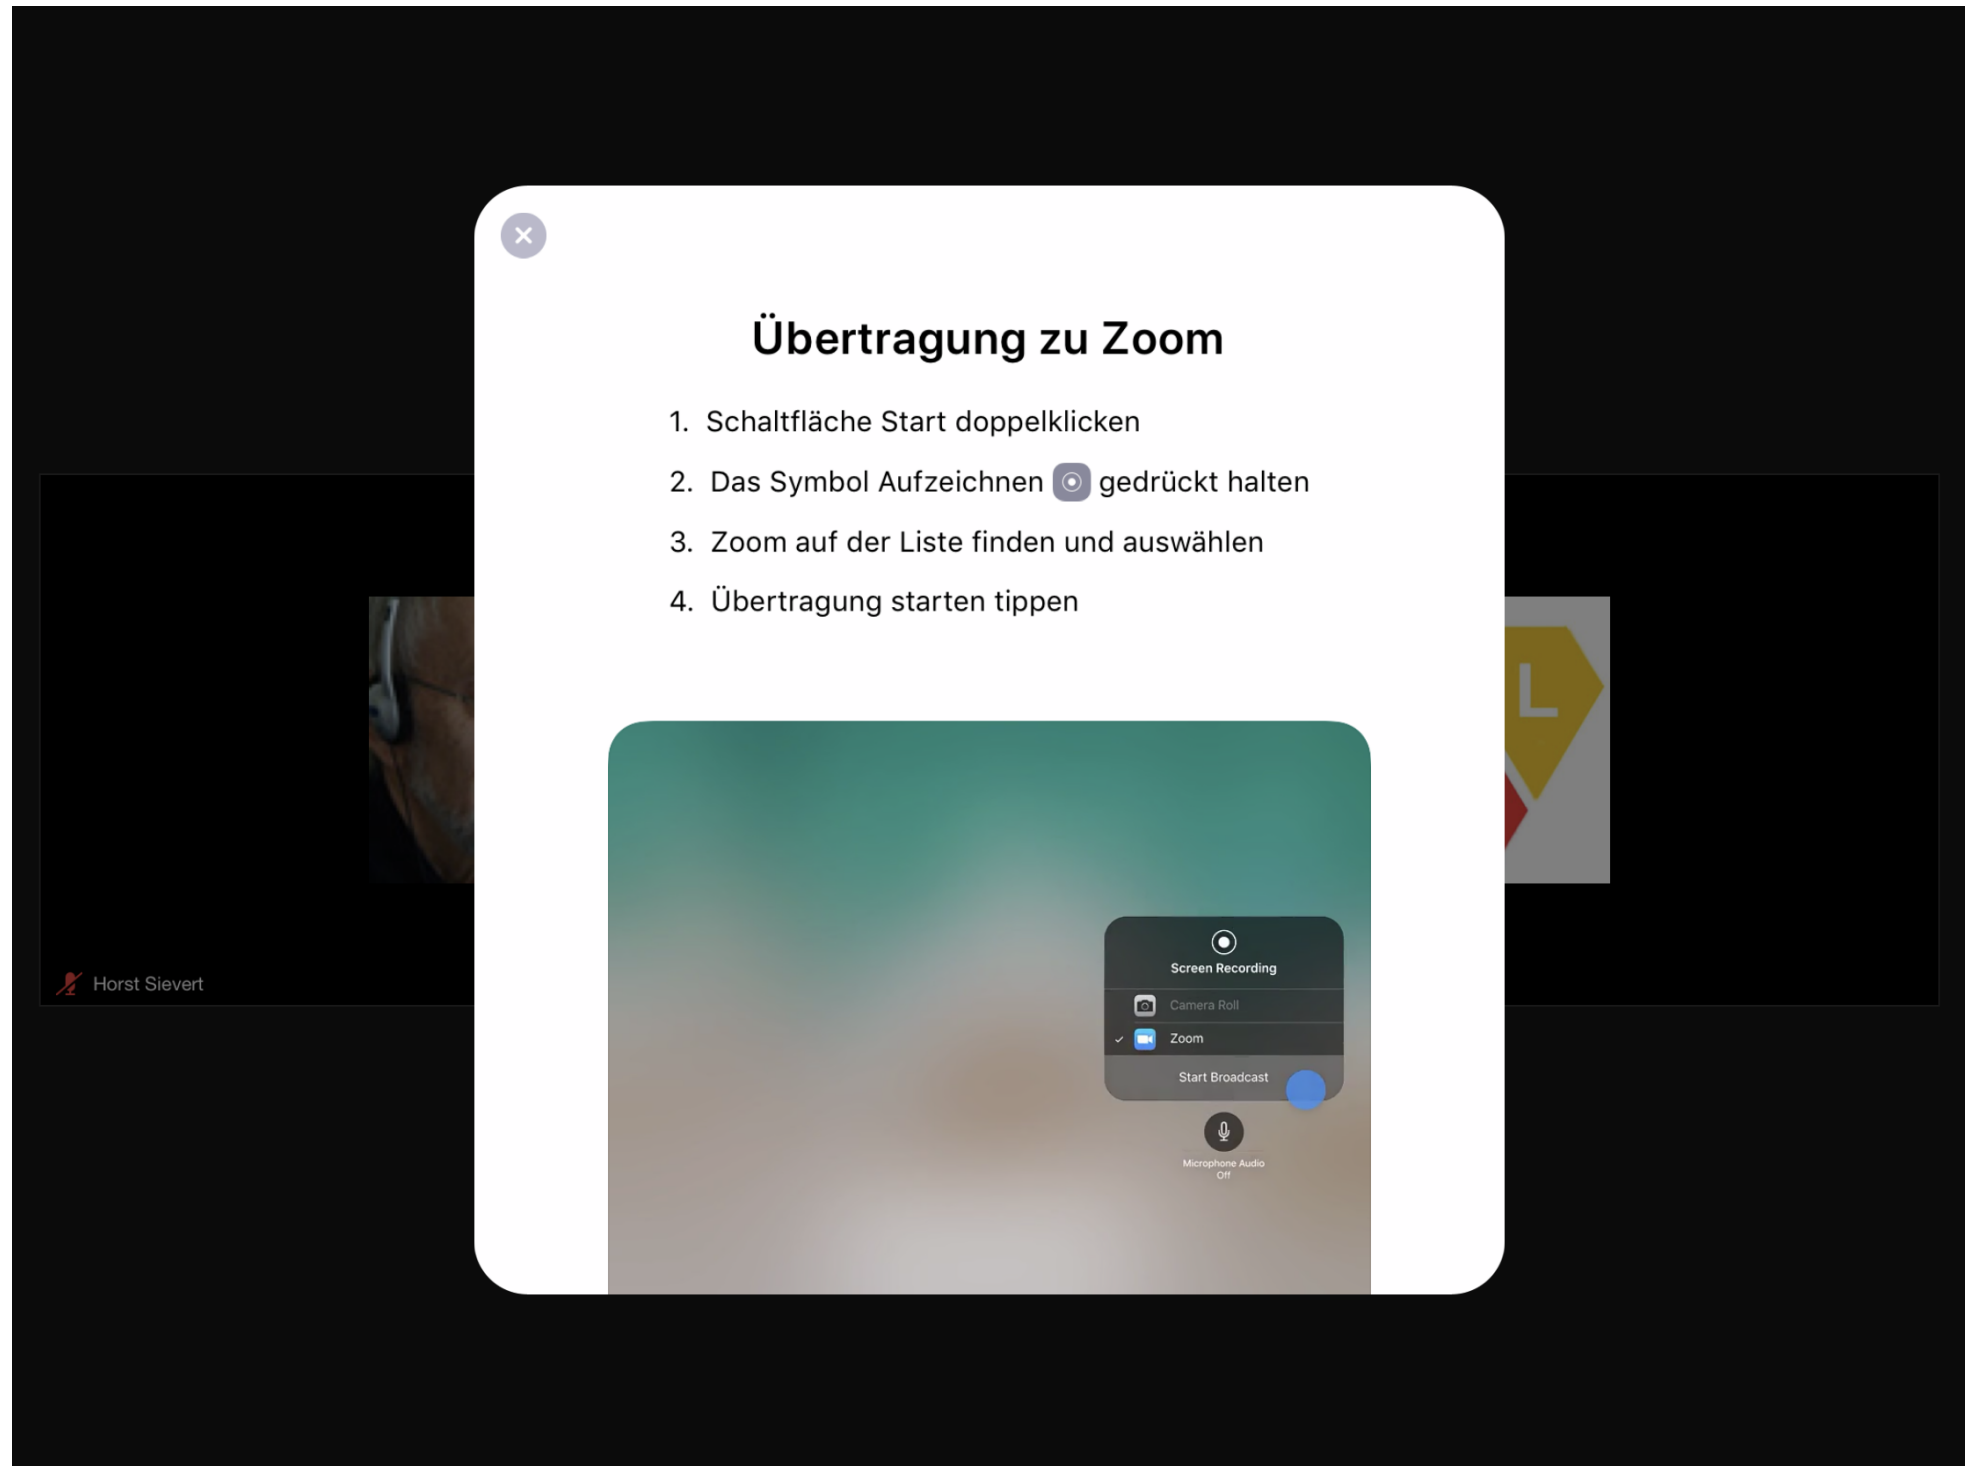 Übertragung zu Zoom
1. Schaltfläche Start doppelklicken
2. Das Symbol Aufzeichnen gedrückt halten
3. Zoom auf der Liste finden und auswählen
4. Übertragung starten tippen
L
Screen Recording
Camera Roll
Zoom
Start Broadcast
Microphone Audio
Off
Horst Sievert